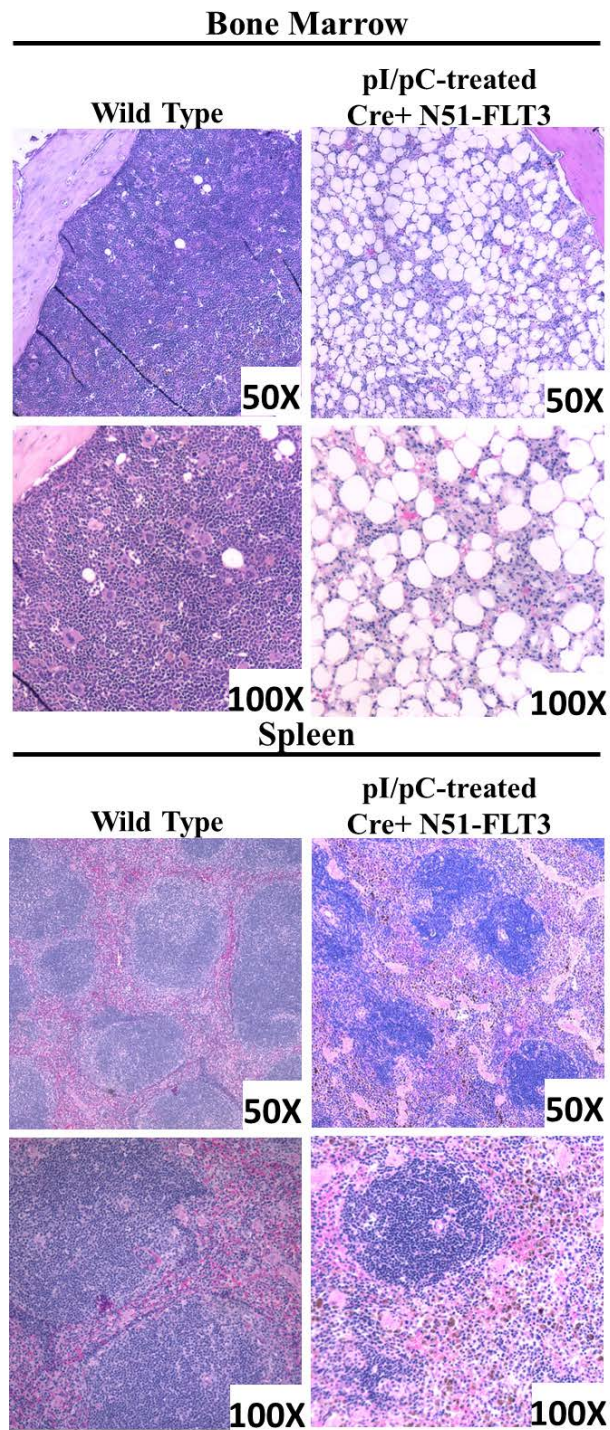 Bone Marrow
Wild Type
pI/pC-treated
Cre+ N51-FLT3
50X
50X
100X
100X
Spleen
Wild Type
pI/pC-treated
Cre+ N51-FLT3
50X
50X
100X
100X